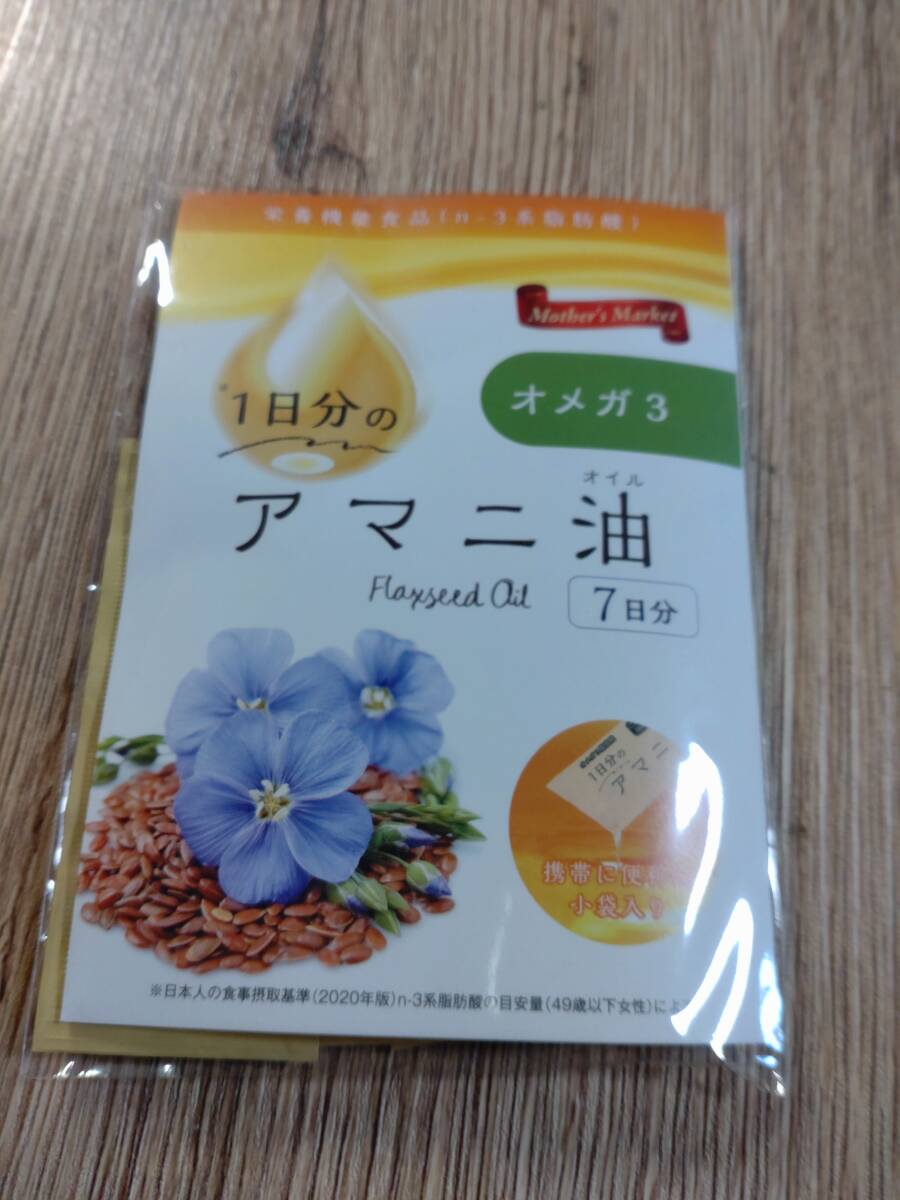 栄養機能食品(n-3系脂肪酸)
Mother's Market
オメガ3
※1日分の
オイル
アマニ油
Flaxseed Oil
7日分
1日分の
アマニ
携帯に便
小袋入り
※日本人の食事摂取基準(2020年版)n-3系脂肪酸の目安量(49歳以下女性)によ